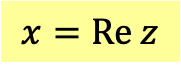 x = Re z